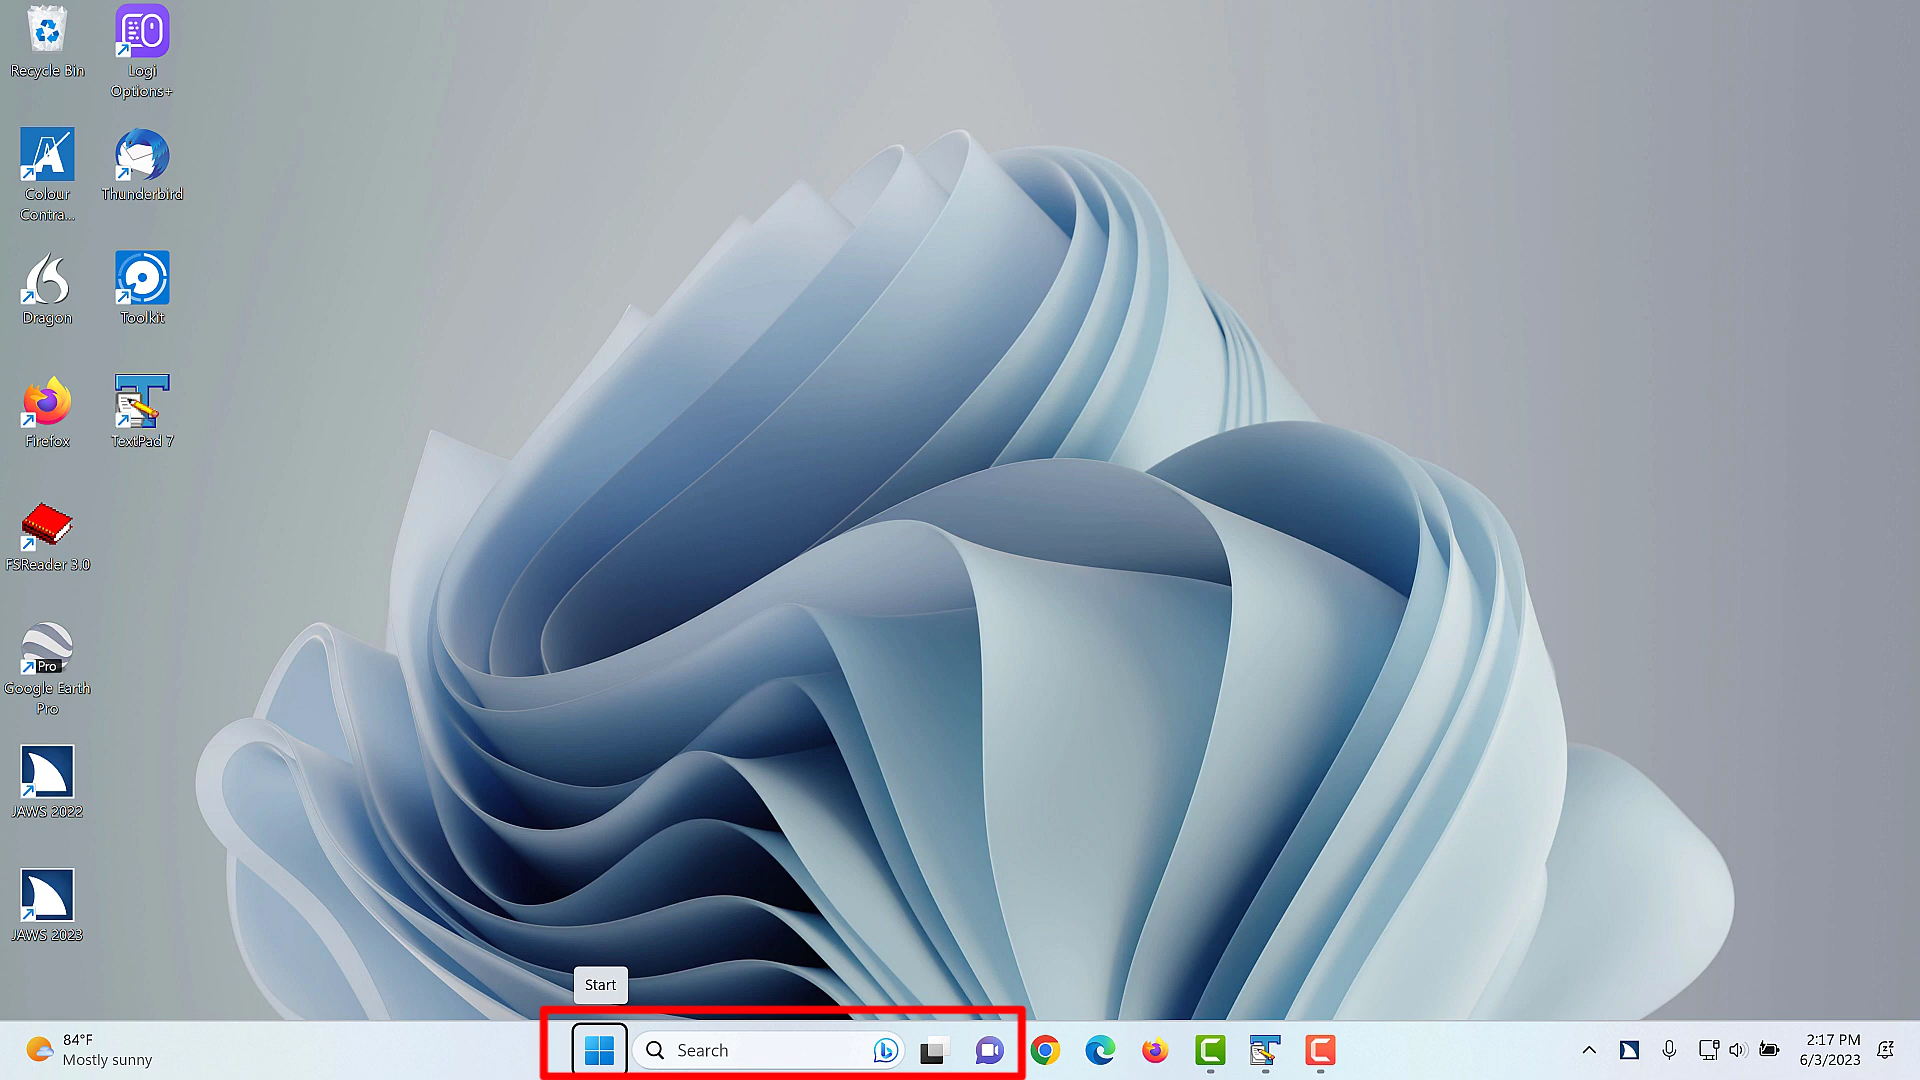 Recycle Bin
Logi
Options+
Colour
Contra...
Thunderbird
Dragon
Toolkit
Firefox
TextPad 7
FSReader 3.0
Pro
Google Earth
Pro
JAWS 2022
JAWS 2023
Start
84°F
Mostly sunny
Search
2:17 PM
6/3/2023